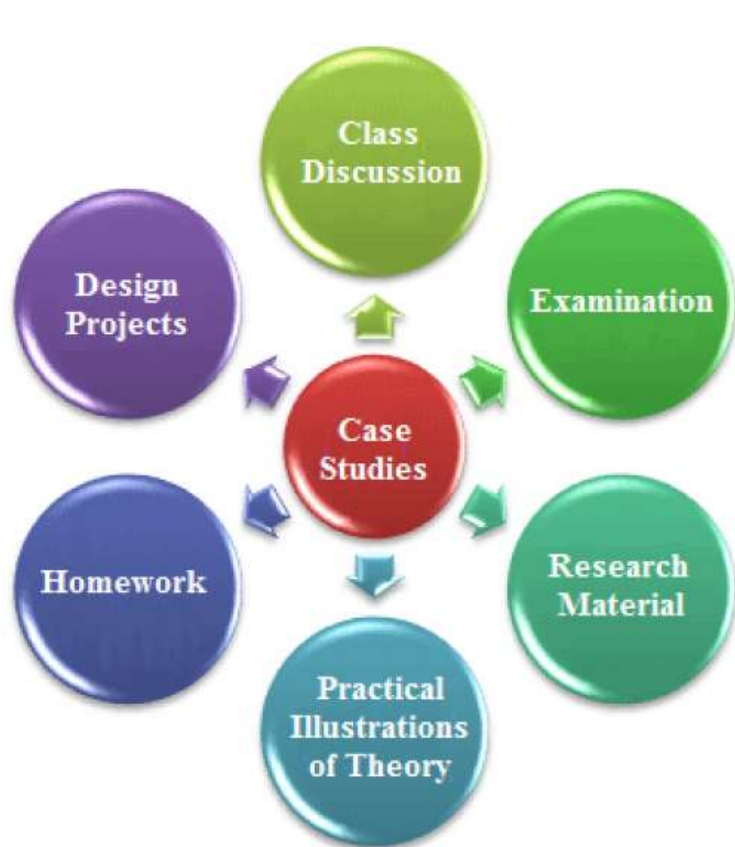 Class
Discussion
Examination
Research
Material
Practical
Illustrations
of Theory
Homework
Design
Projects
Case
Studies